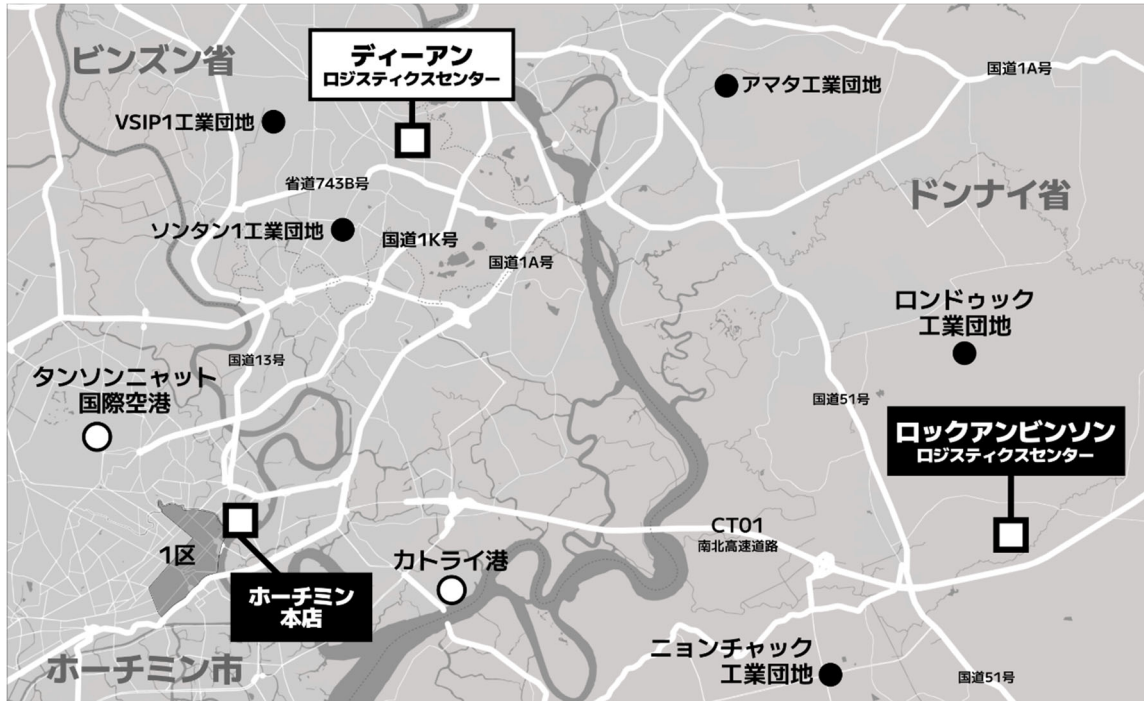 ビンズン省
ディーアン
ロジスティクスセンター
国道1A号
アマタ工業団地
VSIP1工業団地
省道743B号
ドンナイ省
ソンタン1工業団地
国道1K号
国道1A号
ロンドゥック
工業団地
国道13号
タンソンニャット
国際空港
国道51号
ロックアンビンソン
ロジスティクスセンター
CT01
南北高速道路
1区
カトライ港
ホーチミン
本店
ニョンチャック
工業団地
ホーチミン市
国道51号